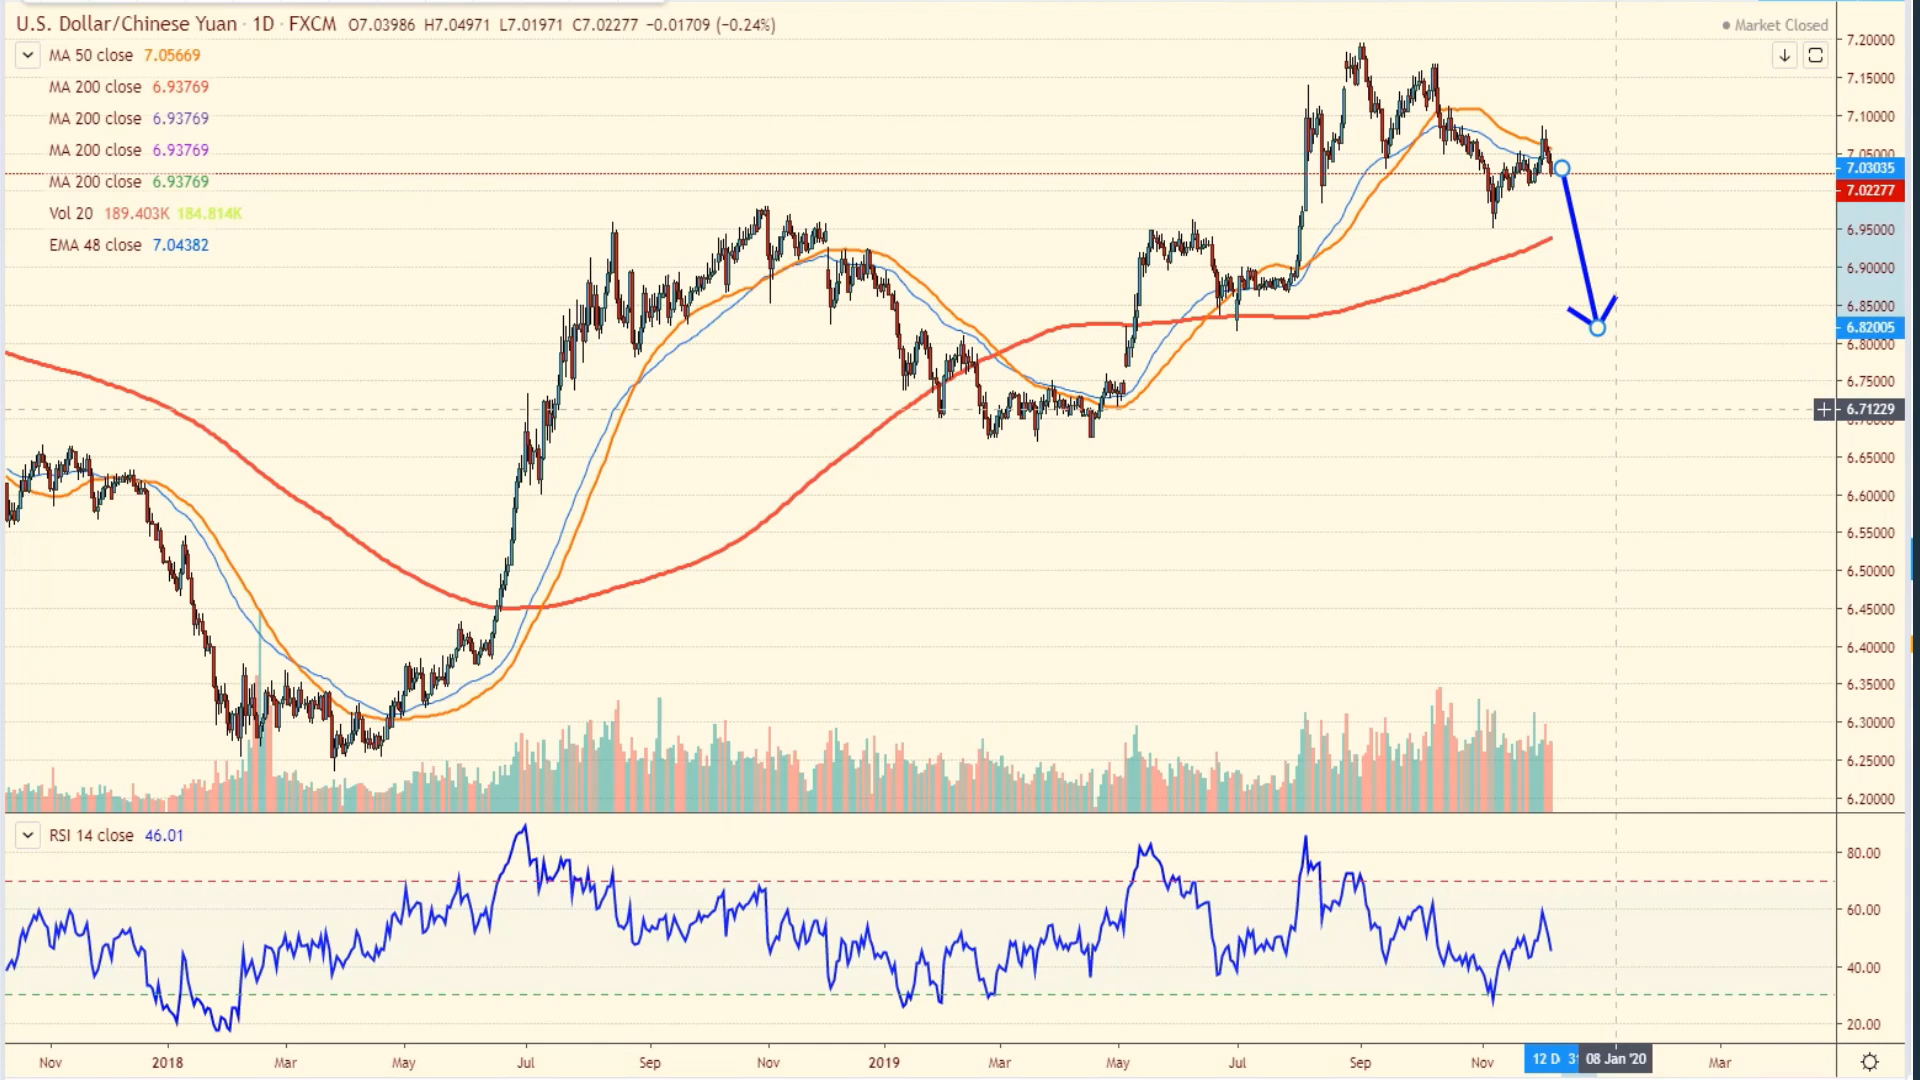 U.S. Dollar/Chinese Yuan · 1D · FXCM O7.03986 H7.04971 L7.01971 C7.02277 −0.01709 (−0.24%)
Market Closed
MA 50 close 7.05669
MA 200 close 6.93769
MA 200 close 6.93769
MA 200 close 6.93769
MA 200 close 6.93769
Vol 20 189.403K 184.814K
EMA 48 close 7.04382
7.20000
7.15000
7.10000
7.05000
7.03035
7.02277
6.95000
6.90000
6.85000
6.82005
6.80000
6.75000
6.71229
6.70000
6.65000
6.60000
6.55000
6.50000
6.45000
6.40000
6.35000
6.30000
6.25000
6.20000
RSI 14 close 46.01
80.00
60.00
40.00
20.00
Nov 2018 Mar May Jul Sep Nov 2019 Mar May Jul Sep Nov 12 D 08 Jan '20 Mar